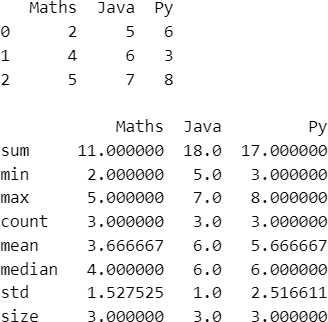 Maths  Java  Py
0      2     5   6
1      4     6   3
2      5     7   8
           Maths  Java        Py
sum    11.000000  18.0  17.000000
min     2.000000   5.0   3.000000
max     5.000000   7.0   8.000000
count   3.000000   3.0   3.000000
mean    3.666667   6.0   5.666667
median  4.000000   6.0   6.000000
std     1.527525   1.0   2.516611
size    3.000000   3.0   3.000000